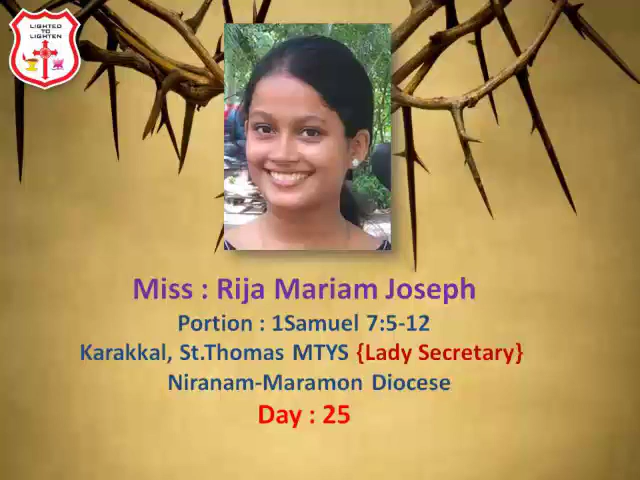 LIGHTED
TO
LIGHTEN
Miss : Rija Mariam Joseph
Portion : 1Samuel 7:5-12
Karakkal, St.Thomas MTYS {Lady Secretary}
Niranam-Maramon Diocese
Day : 25